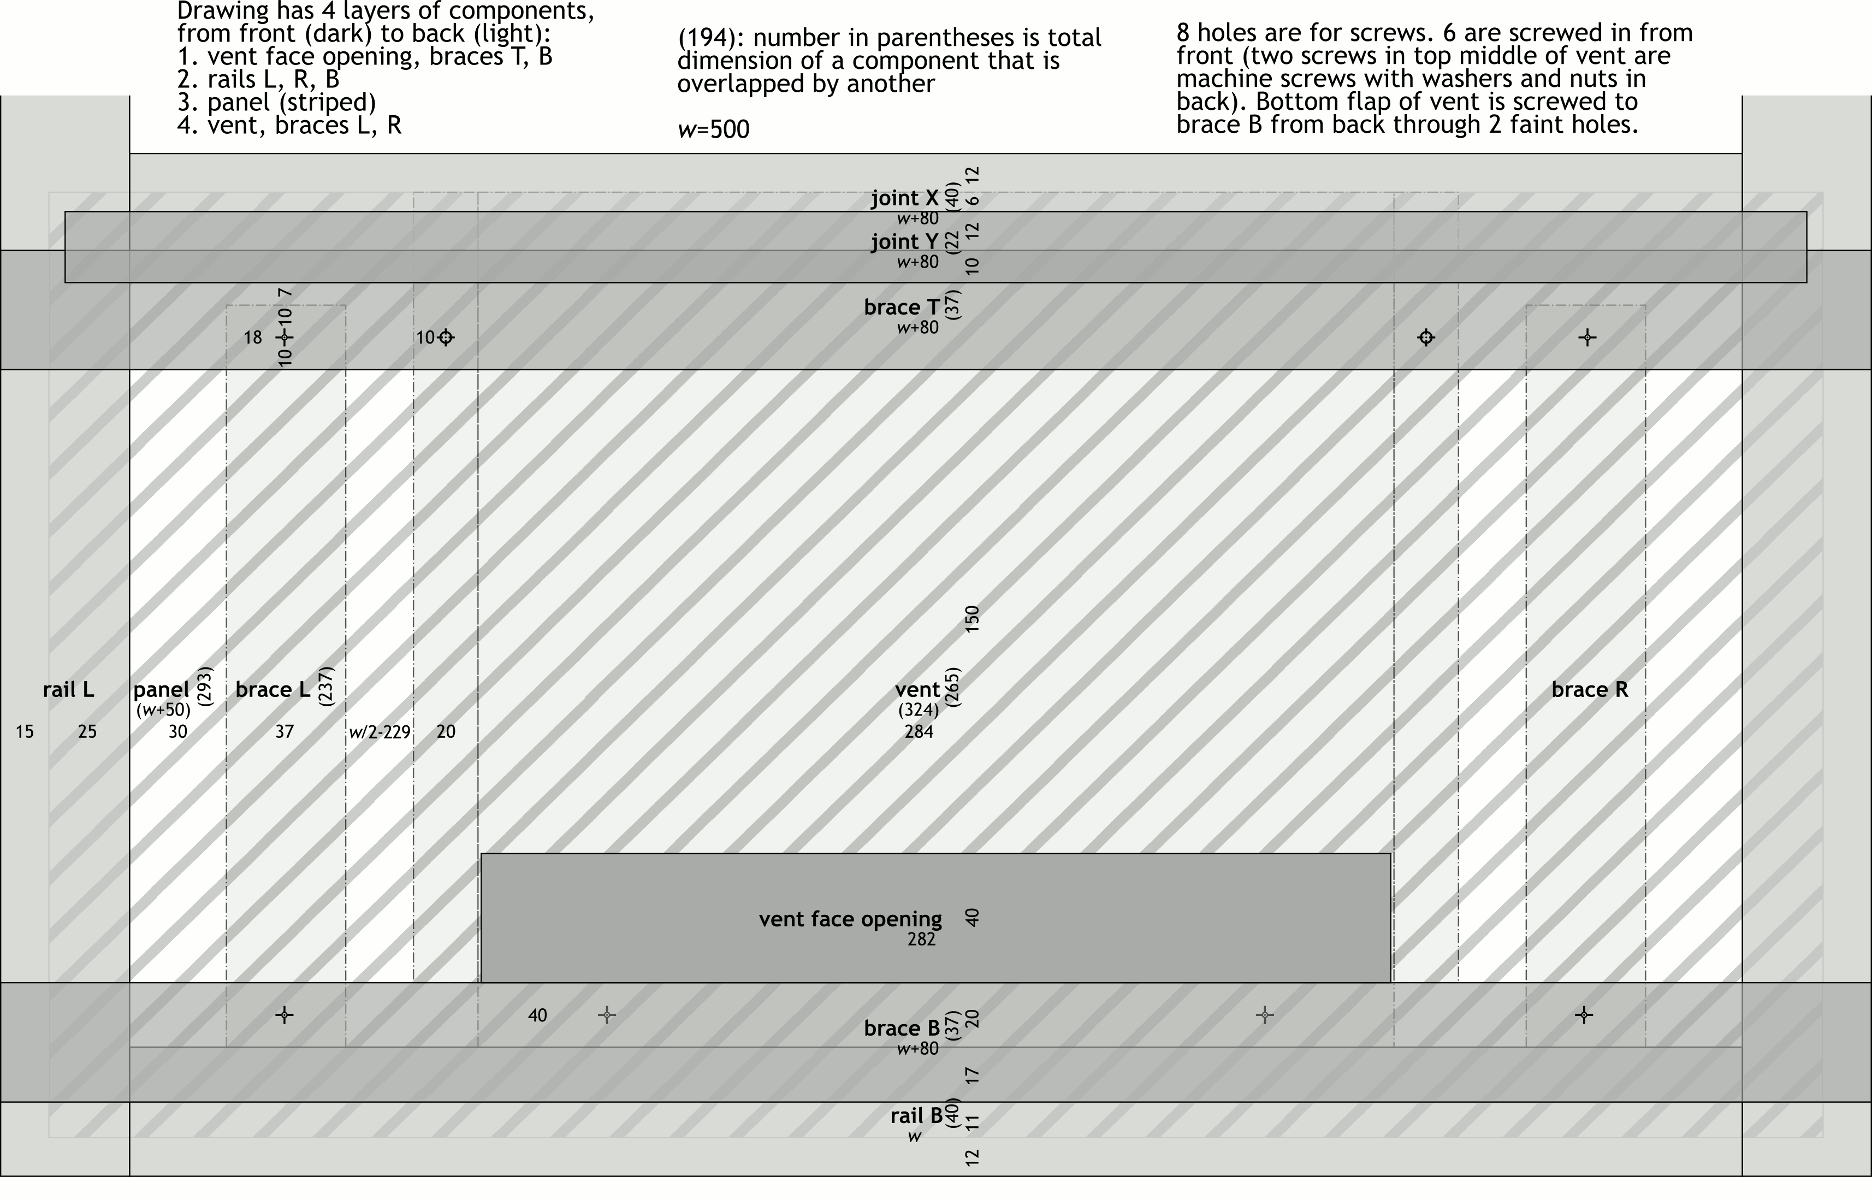 Drawing has 4 layers of components,
from front (dark) to back (light):
1. vent face opening, braces T, B
2. rails L, R, B
3. panel (striped)
4. vent, braces L, R
(194): number in parentheses is total
dimension of a component that is
overlapped by another
w=500
8 holes are for screws. 6 are screwed in from
front (two screws in top middle of vent are
machine screws with washers and nuts in
back). Bottom flap of vent is screwed to
brace B from back through 2 faint holes.
12
joint X (40) 6
w+80
joint Y (22 12
w+80
10
brace T (37)
w+80
7
10
18
10
10
150
rail L
panel (293)
(w+50)
brace L (237)
vent (265)
(324)
brace R
15 25 30 37 w/2-229 20 284
vent face opening 40
282
40
brace B (37) 20
w+80
17
rail B (40) 11
w
12